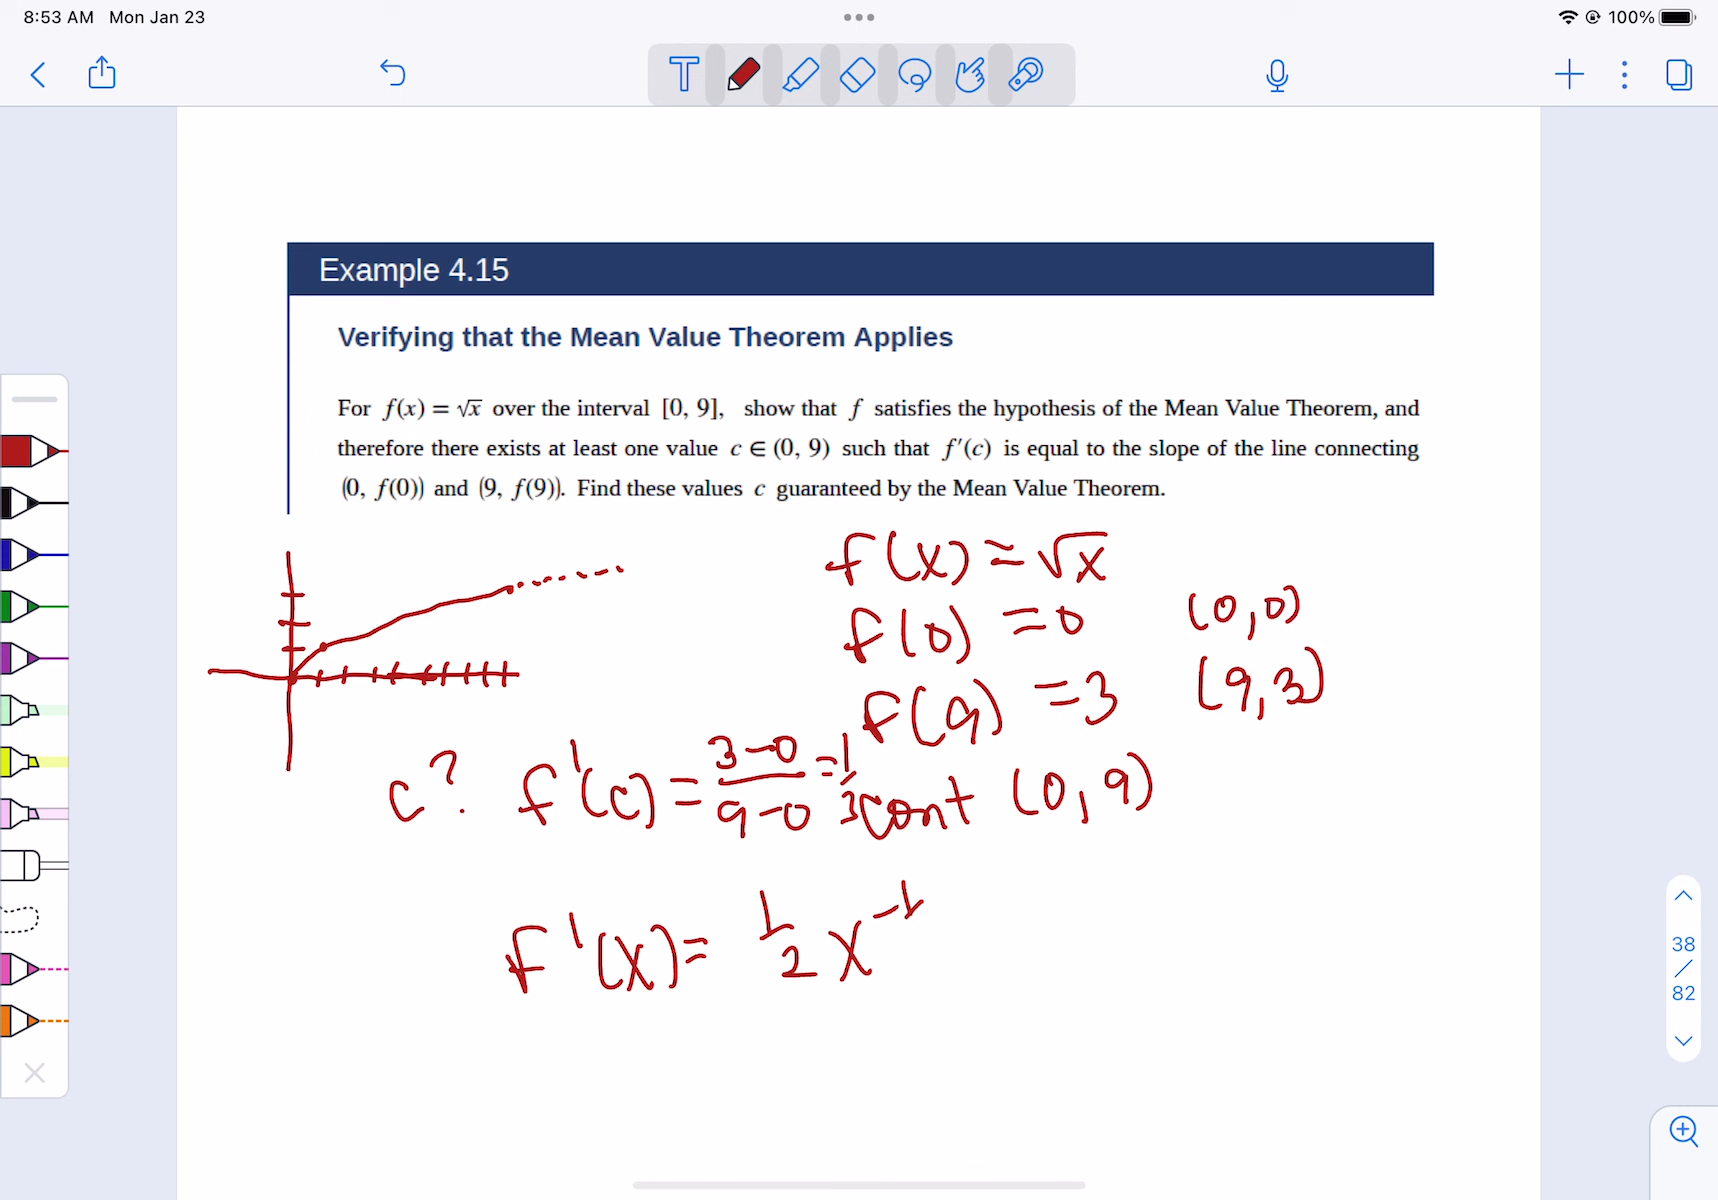 8:53 AM Mon Jan 23
100%
T
Example 4.15
Verifying that the Mean Value Theorem Applies
For f(x) = √x over the interval [0, 9], show that f satisfies the hypothesis of the Mean Value Theorem, and
therefore there exists at least one value c ∈ (0, 9) such that f′(c) is equal to the slope of the line connecting
(0, f(0)) and (9, f(9)). Find these values c guaranteed by the Mean Value Theorem.
f(x) = √x
f(0) = 0 (0,0)
f(9) = 3 (9,3)
c? f'(c) = 3-0/9-0 = 1/3
cont (0,9)
f'(x) = 1/2 x^-1
38
/
82